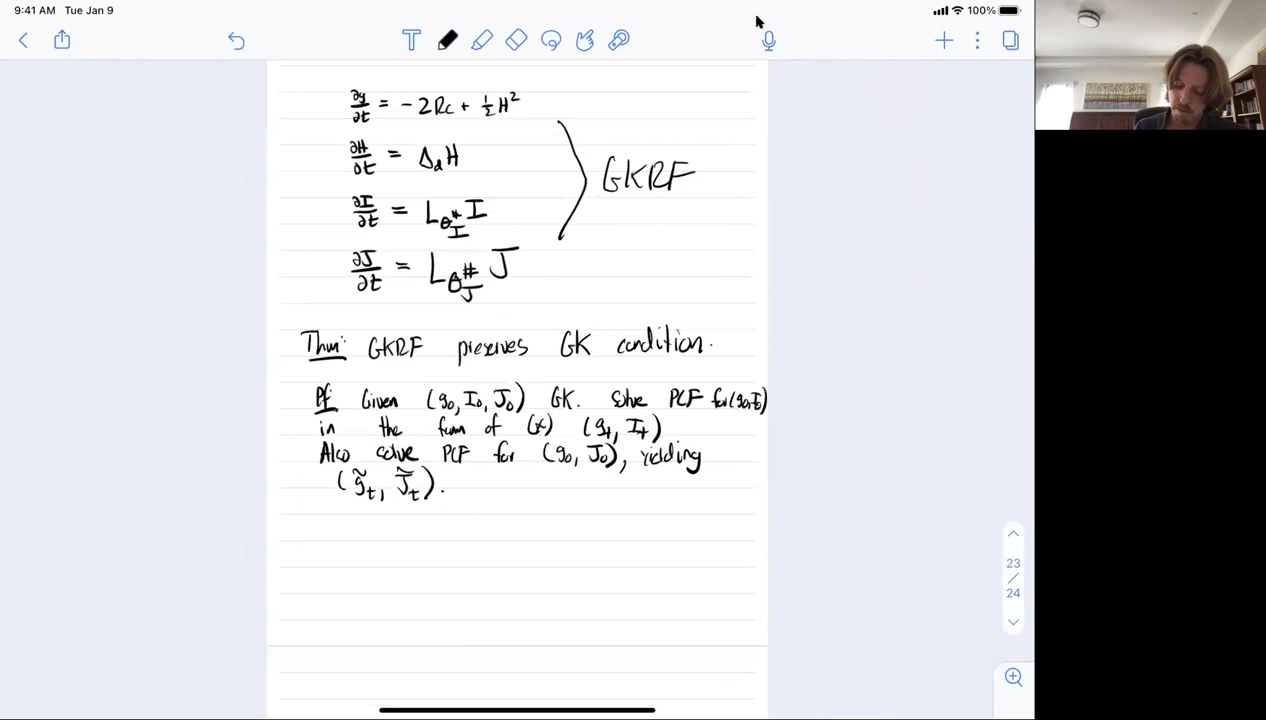 9:41 AM Tue Jan 9
100%
∂g/∂t = -2Rc + ½ H²
∂H/∂t = Δ_d H
∂I/∂t = L_{θ_I^#} I
∂J/∂t = L_{θ_J^#} J
GKRF
Thm: GKRF preserves GK condition.
Pf. Given (g₀, I₀, J₀) GK. Solve PCF for (g₀, I₀)
in the form of (*) (g_t, I_t)
Also solve PCF for (g₀, J₀), yielding
(g̃_t, J̃_t).
23
/
24